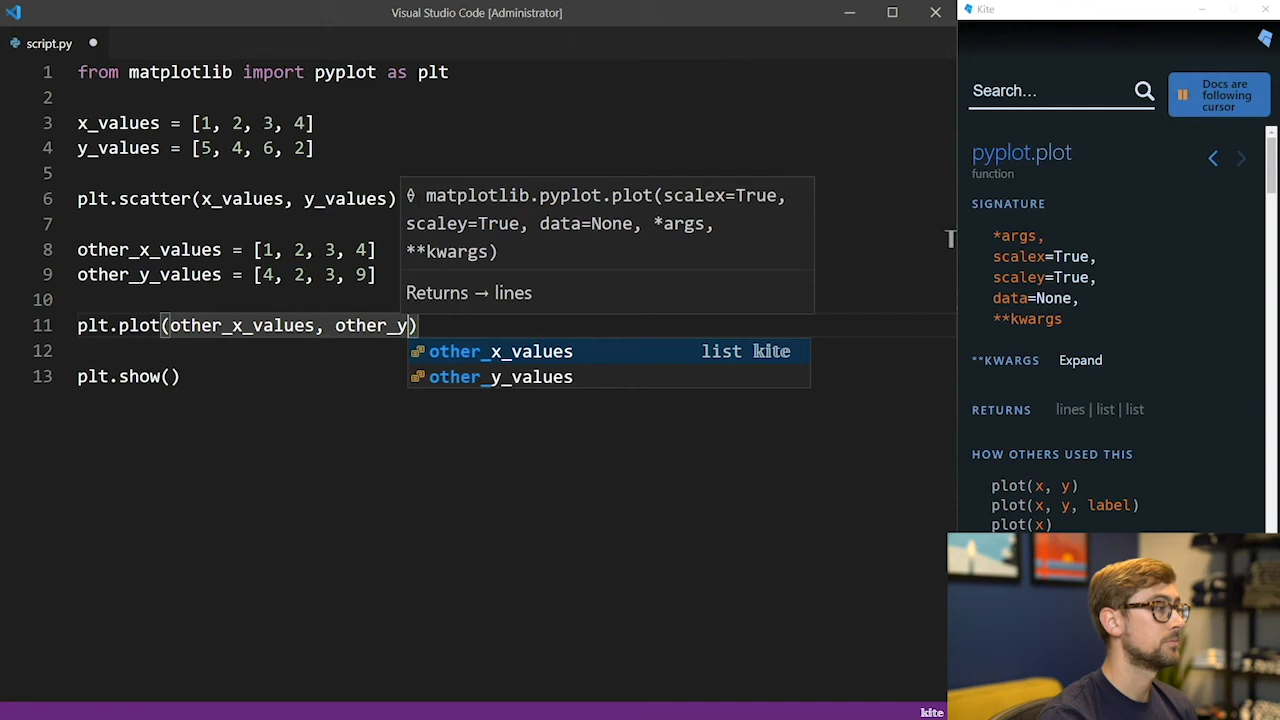 Visual Studio Code [Administrator]
script.py
1 from matplotlib import pyplot as plt
2
3 x_values = [1, 2, 3, 4]
4 y_values = [5, 4, 6, 2]
5
6 plt.scatter(x_values, y_values)
7
8 other_x_values = [1, 2, 3, 4]
9 other_y_values = [4, 2, 3, 9]
10
11 plt.plot(other_x_values, other_y)
12
13 plt.show()
matplotlib.pyplot.plot(scalex=True,
scaley=True, data=None, *args,
**kwargs)
Returns → lines
other_x_values list kite
other_y_values
T
kite
Kite
Search...
Docs are
following
cursor
pyplot.plot
function
SIGNATURE
*args,
scalex=True,
scaley=True,
data=None,
**kwargs
**KWARGS Expand
RETURNS lines | list | list
HOW OTHERS USED THIS
plot(x, y)
plot(x, y, label)
plot(x)